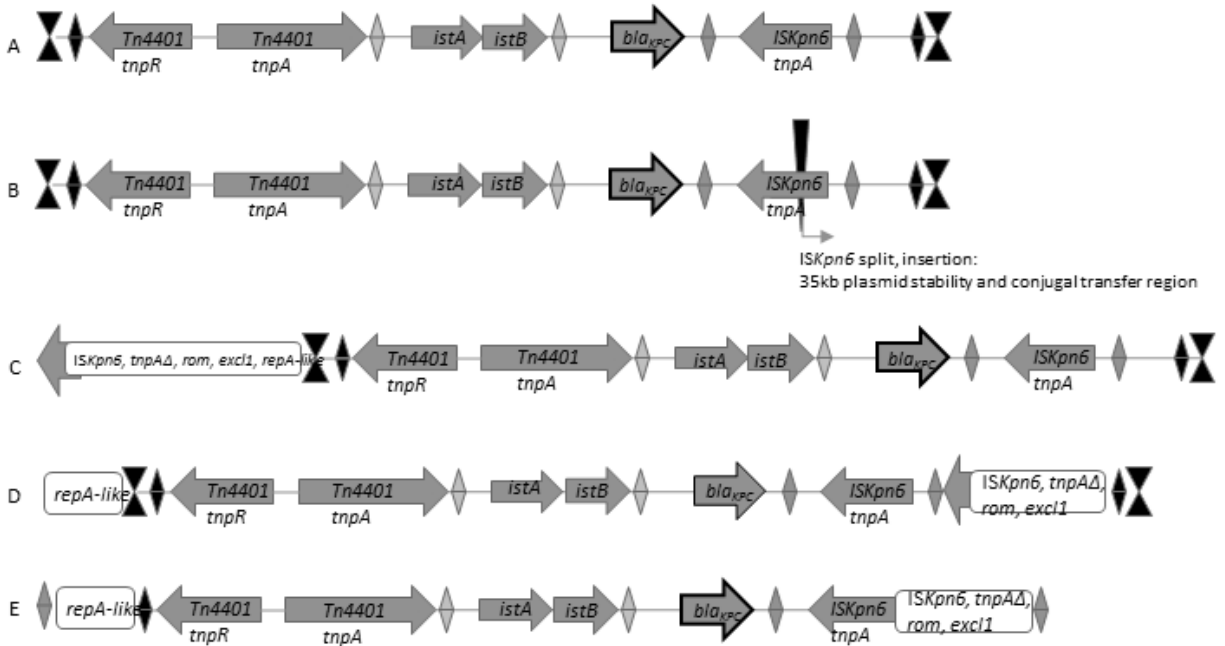 A Tn4401 Tn4401 istA istB blaKPC ISKpn6
tnpR tnpA tnpA
B Tn4401 Tn4401 istA istB blaKPC ISKpn6
tnpR tnpA tnpA
ISKpn6 split, insertion:
35kb plasmid stability and conjugal transfer region
C ISKpn6, tnpAΔ, rom, excl1, repA-like Tn4401 Tn4401 istA istB blaKPC ISKpn6
tnpR tnpA tnpA
D repA-like Tn4401 Tn4401 istA istB blaKPC ISKpn6 ISKpn6, tnpAΔ,
rom, excl1
tnpR tnpA tnpA
E repA-like Tn4401 Tn4401 istA istB blaKPC ISKpn6 ISKpn6, tnpAΔ,
rom, excl1
tnpR tnpA tnpA